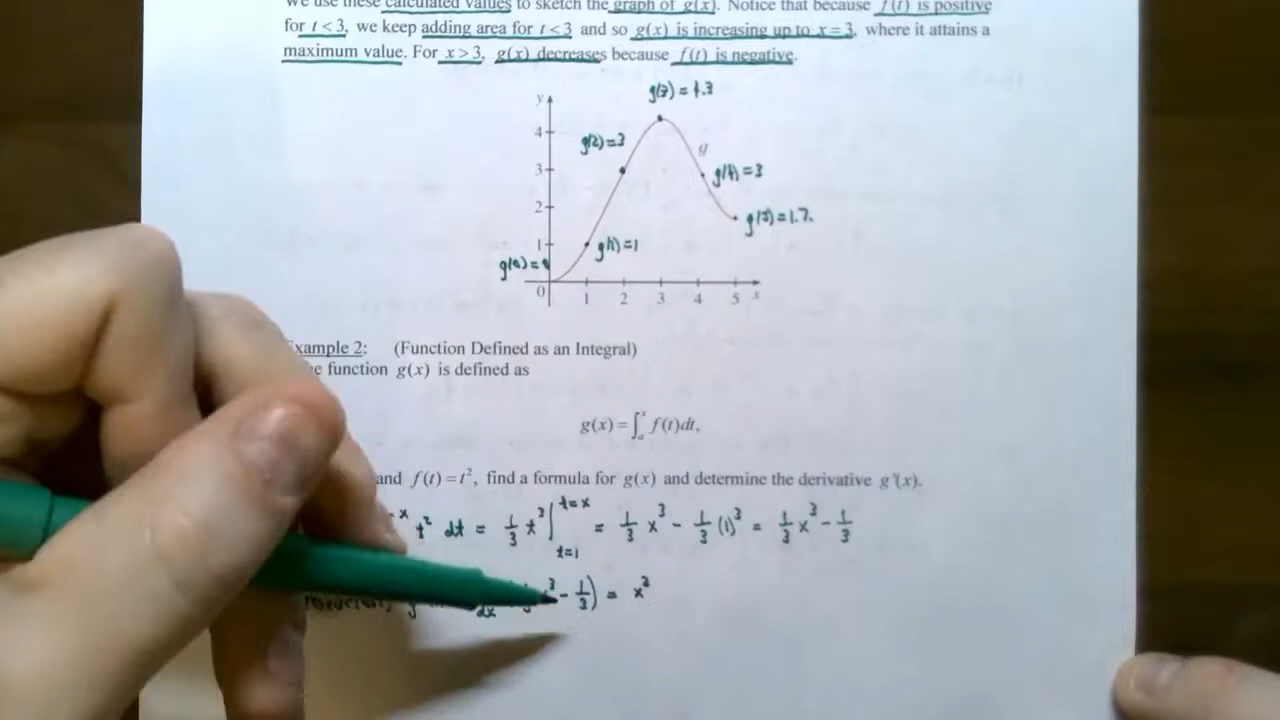 We use these calculated values to sketch the graph of g(x). Notice that because f(t) is positive
for t < 3, we keep adding area for t < 3 and so g(x) is increasing up to x = 3, where it attains a
maximum value. For x > 3, g(x) decreases because f(t) is negative.
g(3) = 4.3
y
4
g(2) = 3
g
3
g(4) = 3
2
g(5) = 1.7.
1
g(1) = 1
g(0) = 0
0 1 2 3 4 5 x
xample 2: (Function Defined as an Integral)
e function g(x) is defined as
g(x) = ∫ₐˣ f(t)dt,
and f(t) = t², find a formula for g(x) and determine the derivative g'(x).
x t² dt = 1/3 t³ |ₜ₌₁ᵗ⁼ˣ = 1/3 x³ - 1/3 (1)³ = 1/3 x³ - 1/3
dx ³ - 1/3) = x²